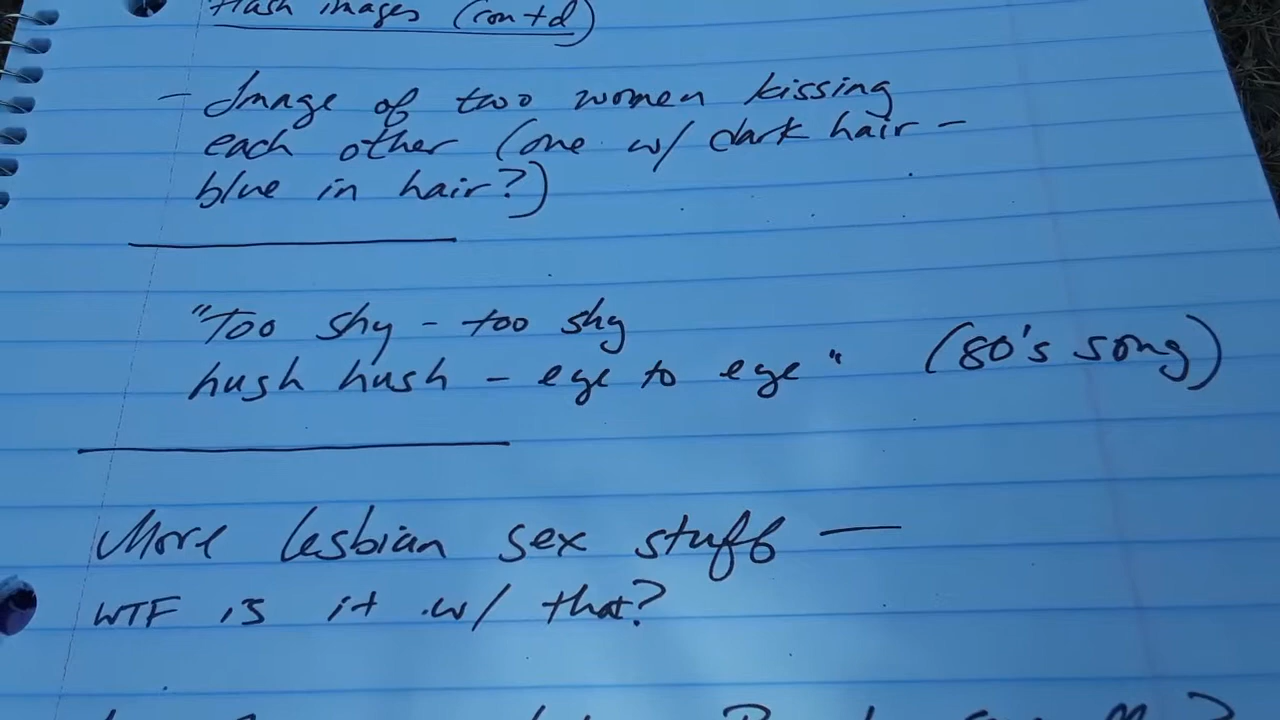 Flash images (cont'd)
- Image of two women kissing
each other (one w/ dark hair -
blue in hair?)
"Too shy - too shy
hush hush - eye to eye" (80's song)
More lesbian sex stuff —
WTF is it w/ that?